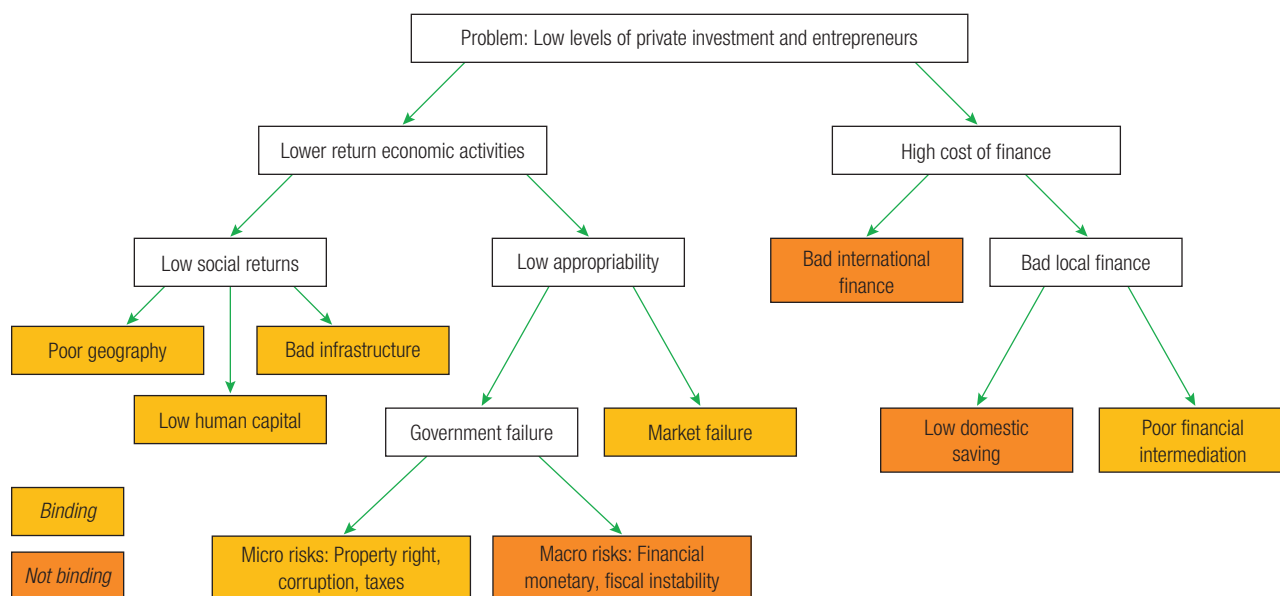 Problem: Low levels of private investment and entrepreneurs
Lower return economic activities
High cost of finance
Low social returns
Low appropriability
Bad international
finance
Bad local finance
Poor geography
Bad infrastructure
Low human capital
Government failure
Market failure
Low domestic
saving
Poor financial
intermediation
Binding
Not binding
Micro risks: Property right,
corruption, taxes
Macro risks: Financial
monetary, fiscal instability